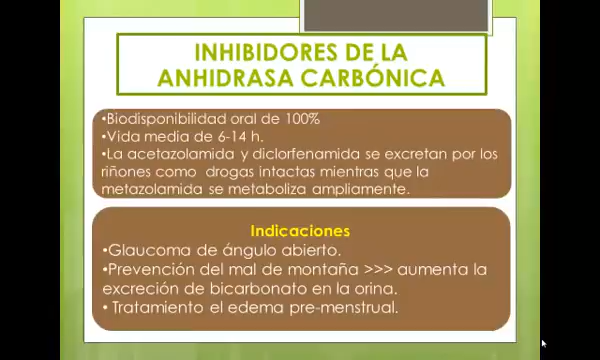 INHIBIDORES DE LA
ANHIDRASA CARBÓNICA
•Biodisponibilidad oral de 100%
•Vida media de 6-14 h.
•La acetazolamida y diclorfenamida se excretan por los
riñones como drogas intactas mientras que la
metazolamida se metaboliza ampliamente.
Indicaciones
•Glaucoma de ángulo abierto.
•Prevención del mal de montaña >>> aumenta la
excreción de bicarbonato en la orina.
• Tratamiento el edema pre-menstrual.